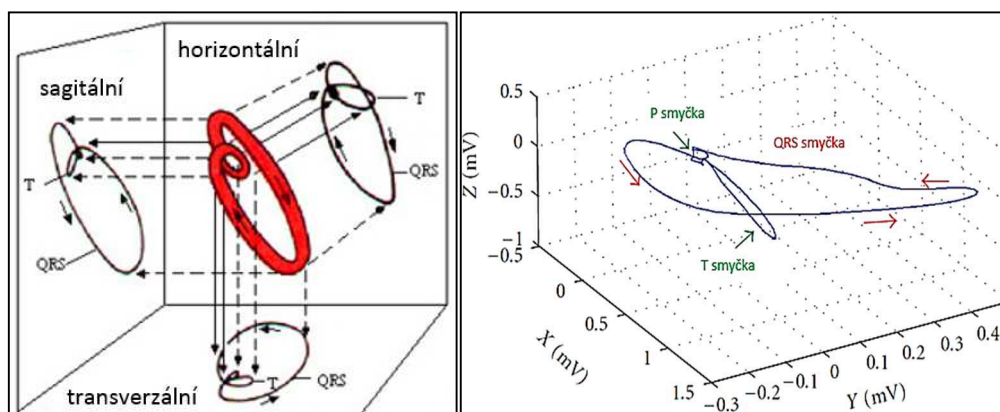 horizontální
sagitální
T
QRS
T
QRS
T
QRS
transverzální
0.5
0
−0.5
−1
−0.5
Z (mV)
P smyčka
QRS smyčka
T smyčka
0
0.5
1
1.5
X (mV)
−0.3
−0.2
−0.1
0
0.1
0.2
0.3
0.4
Y (mV)